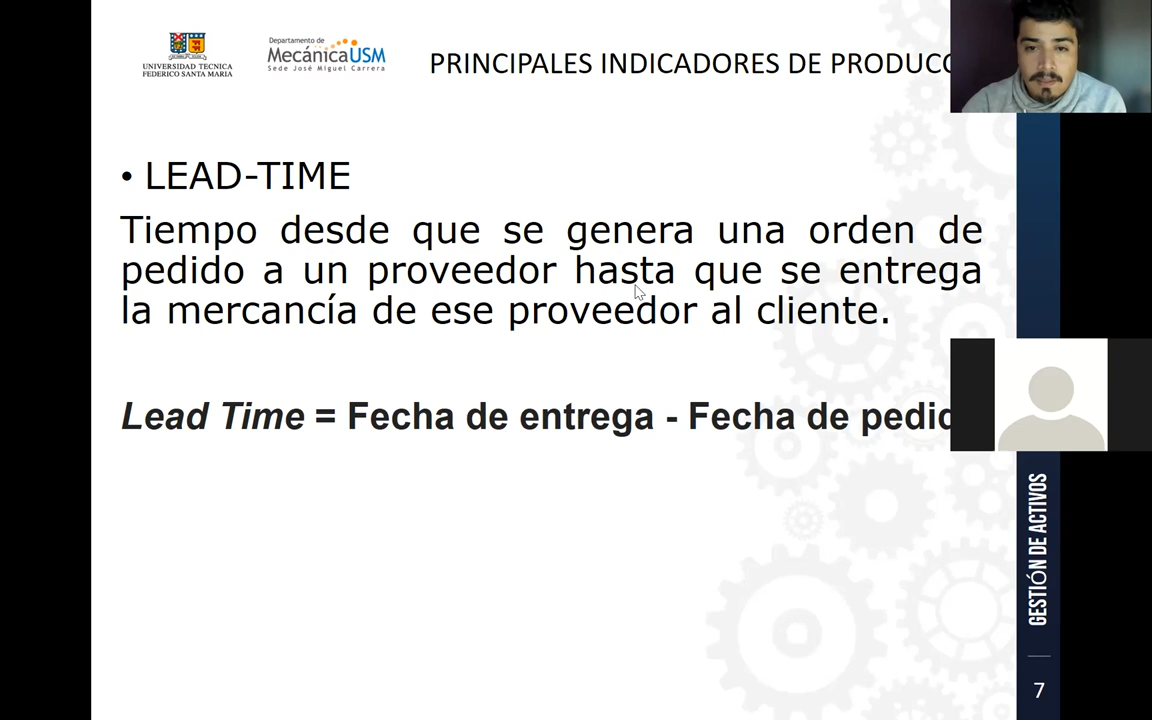 UNIVERSIDAD TECNICA
FEDERICO SANTA MARIA
Departamento de
MecánicaUSM
Sede José Miguel Carrera
PRINCIPALES INDICADORES DE PRODUCC
• LEAD-TIME
Tiempo desde que se genera una orden de
pedido a un proveedor hasta que se entrega
la mercancía de ese proveedor al cliente.
Lead Time = Fecha de entrega - Fecha de pedid
GESTIÓN DE ACTIVOS
7